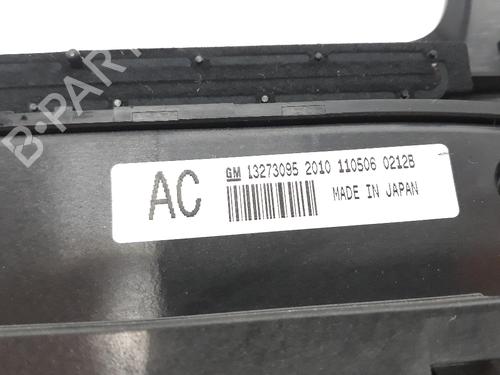 B-PARTS
AC
GM 13273095 2010 110506 0212B
MADE IN JAPAN